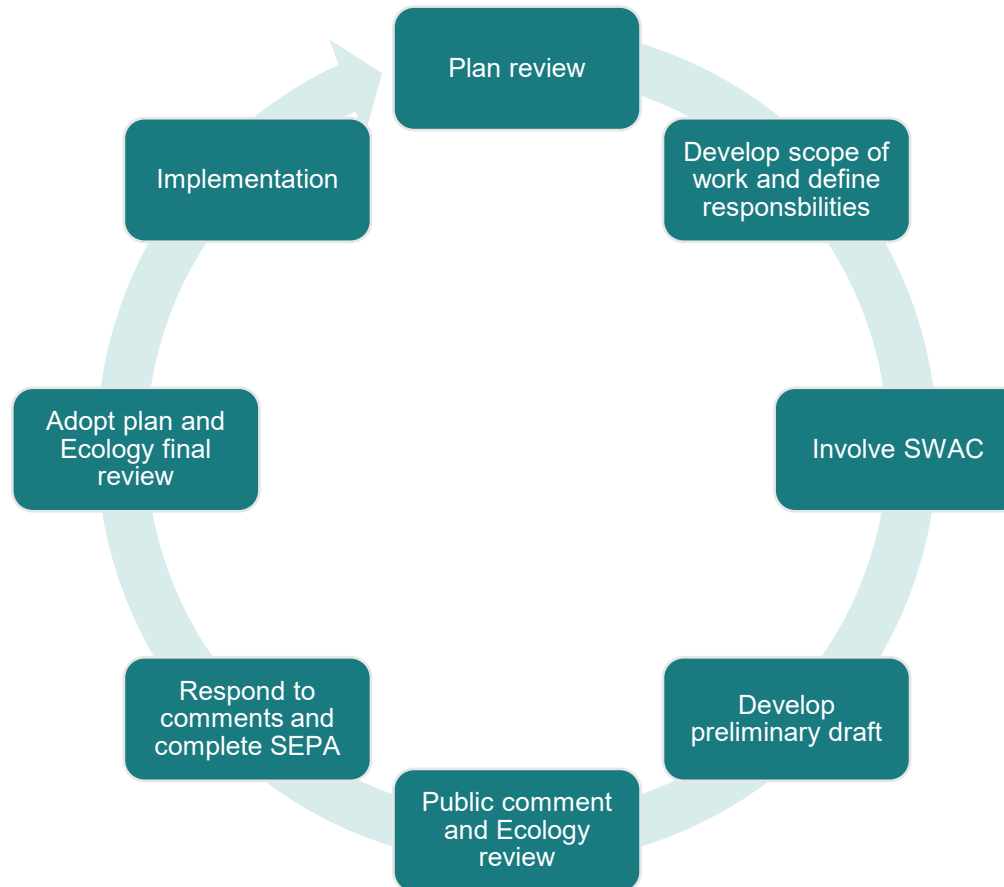 Plan review
Develop scope of
work and define
responsbilities
Involve SWAC
Develop
preliminary draft
Public comment
and Ecology
review
Respond to
comments and
complete SEPA
Adopt plan and
Ecology final
review
Implementation